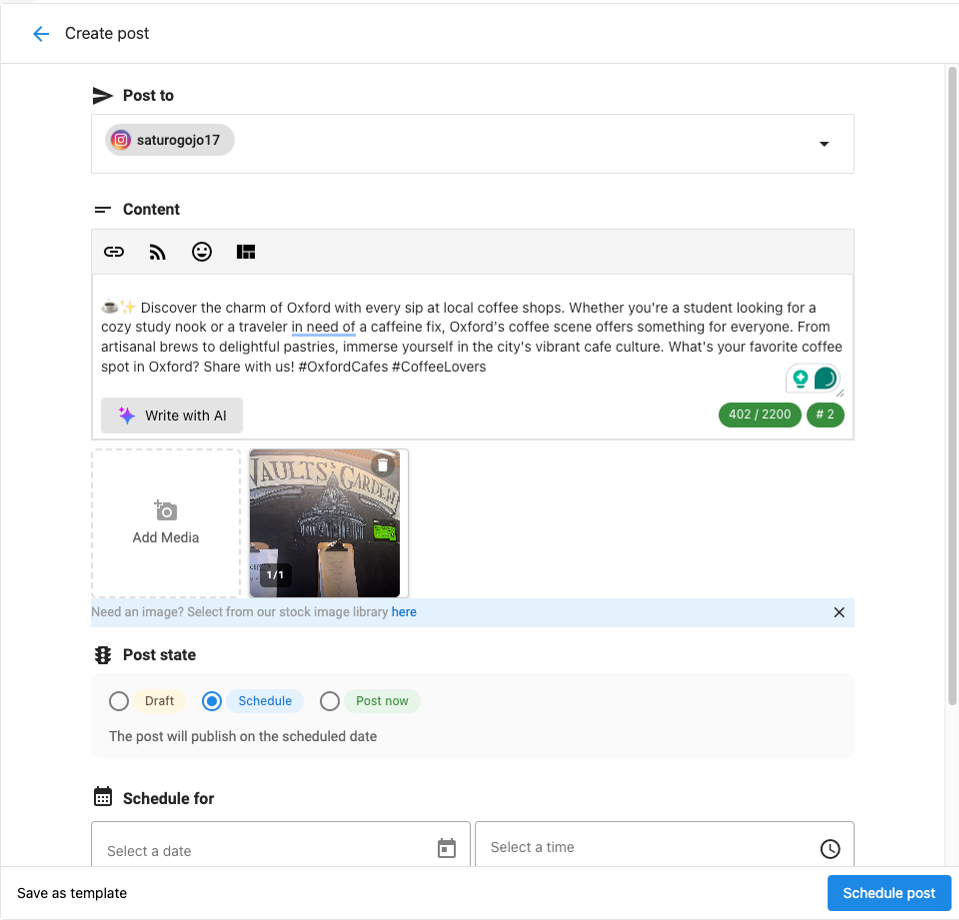 Create post
Post to
saturogojo17
Content
☕✨ Discover the charm of Oxford with every sip at local coffee shops. Whether you're a student looking for a
cozy study nook or a traveler in need of a caffeine fix, Oxford's coffee scene offers something for everyone. From
artisanal brews to delightful pastries, immerse yourself in the city's vibrant cafe culture. What's your favorite coffee
spot in Oxford? Share with us! #OxfordCafes #CoffeeLovers
Write with AI
402 / 2200
# 2
Add Media
VAULTS & GARDEN
1/1
Need an image? Select from our stock image library here
Post state
Draft
Schedule
Post now
The post will publish on the scheduled date
Schedule for
Select a date
Select a time
Save as template
Schedule post